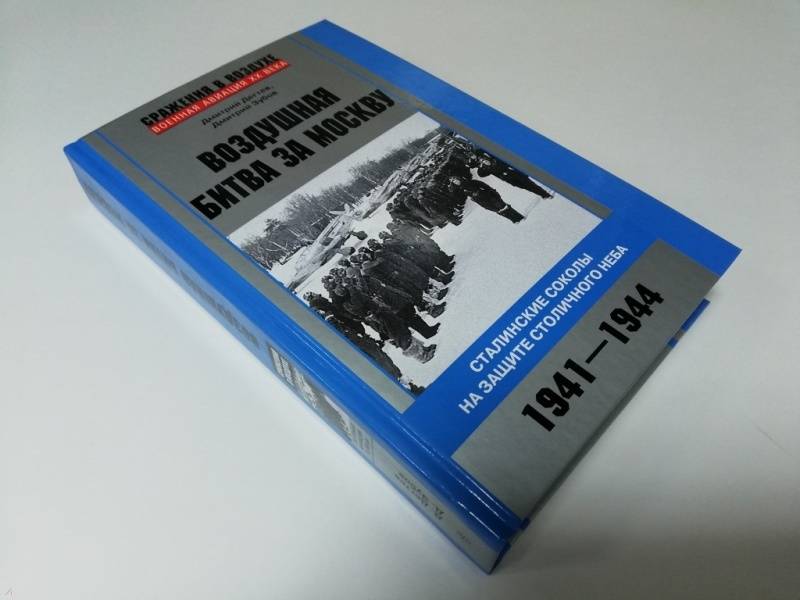 СРАЖЕНИЯ В ВОЗДУХЕ
ВОЕННАЯ АВИАЦИЯ XX ВЕКА
Дмитрий Дегтев,
Дмитрий Зубов
ВОЗДУШНАЯ
БИТВА ЗА МОСКВУ
СТАЛИНСКИЕ СОКОЛЫ
НА ЗАЩИТЕ СТОЛИЧНОГО НЕБА
1941—1944